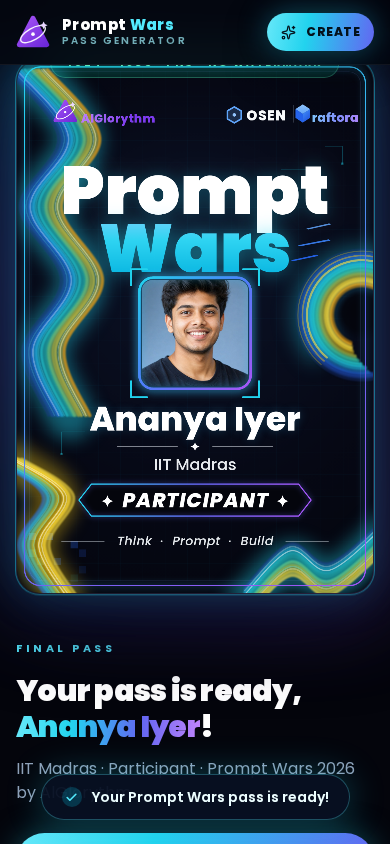 Prompt Wars
PASS GENERATOR
CREATE
AiGlorythm
OSEN
raftora
Prompt
Wars
Ananya Iyer
IIT Madras
PARTICIPANT
Think · Prompt · Build
FINAL PASS
Your pass is ready,
Ananya Iyer!
IIT Madras · Participant · Prompt Wars 2026
by
Your Prompt Wars pass is ready!